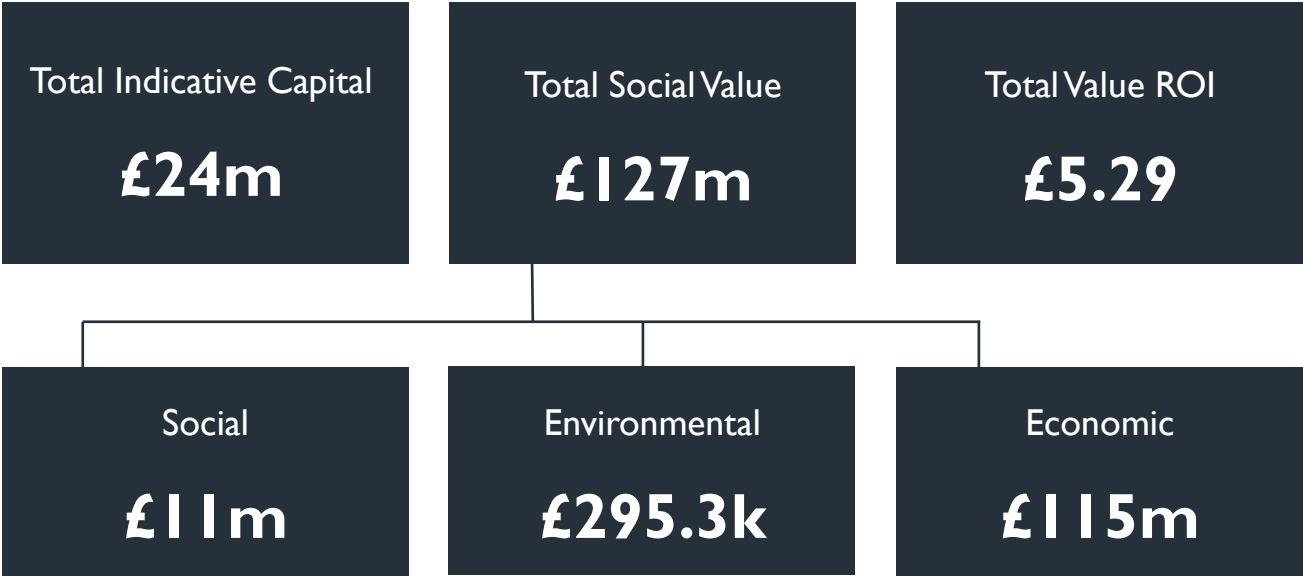 Total Indicative Capital
£24m
Total Social Value
£127m
Total Value ROI
£5.29
Social
£11m
Environmental
£295.3k
Economic
£115m